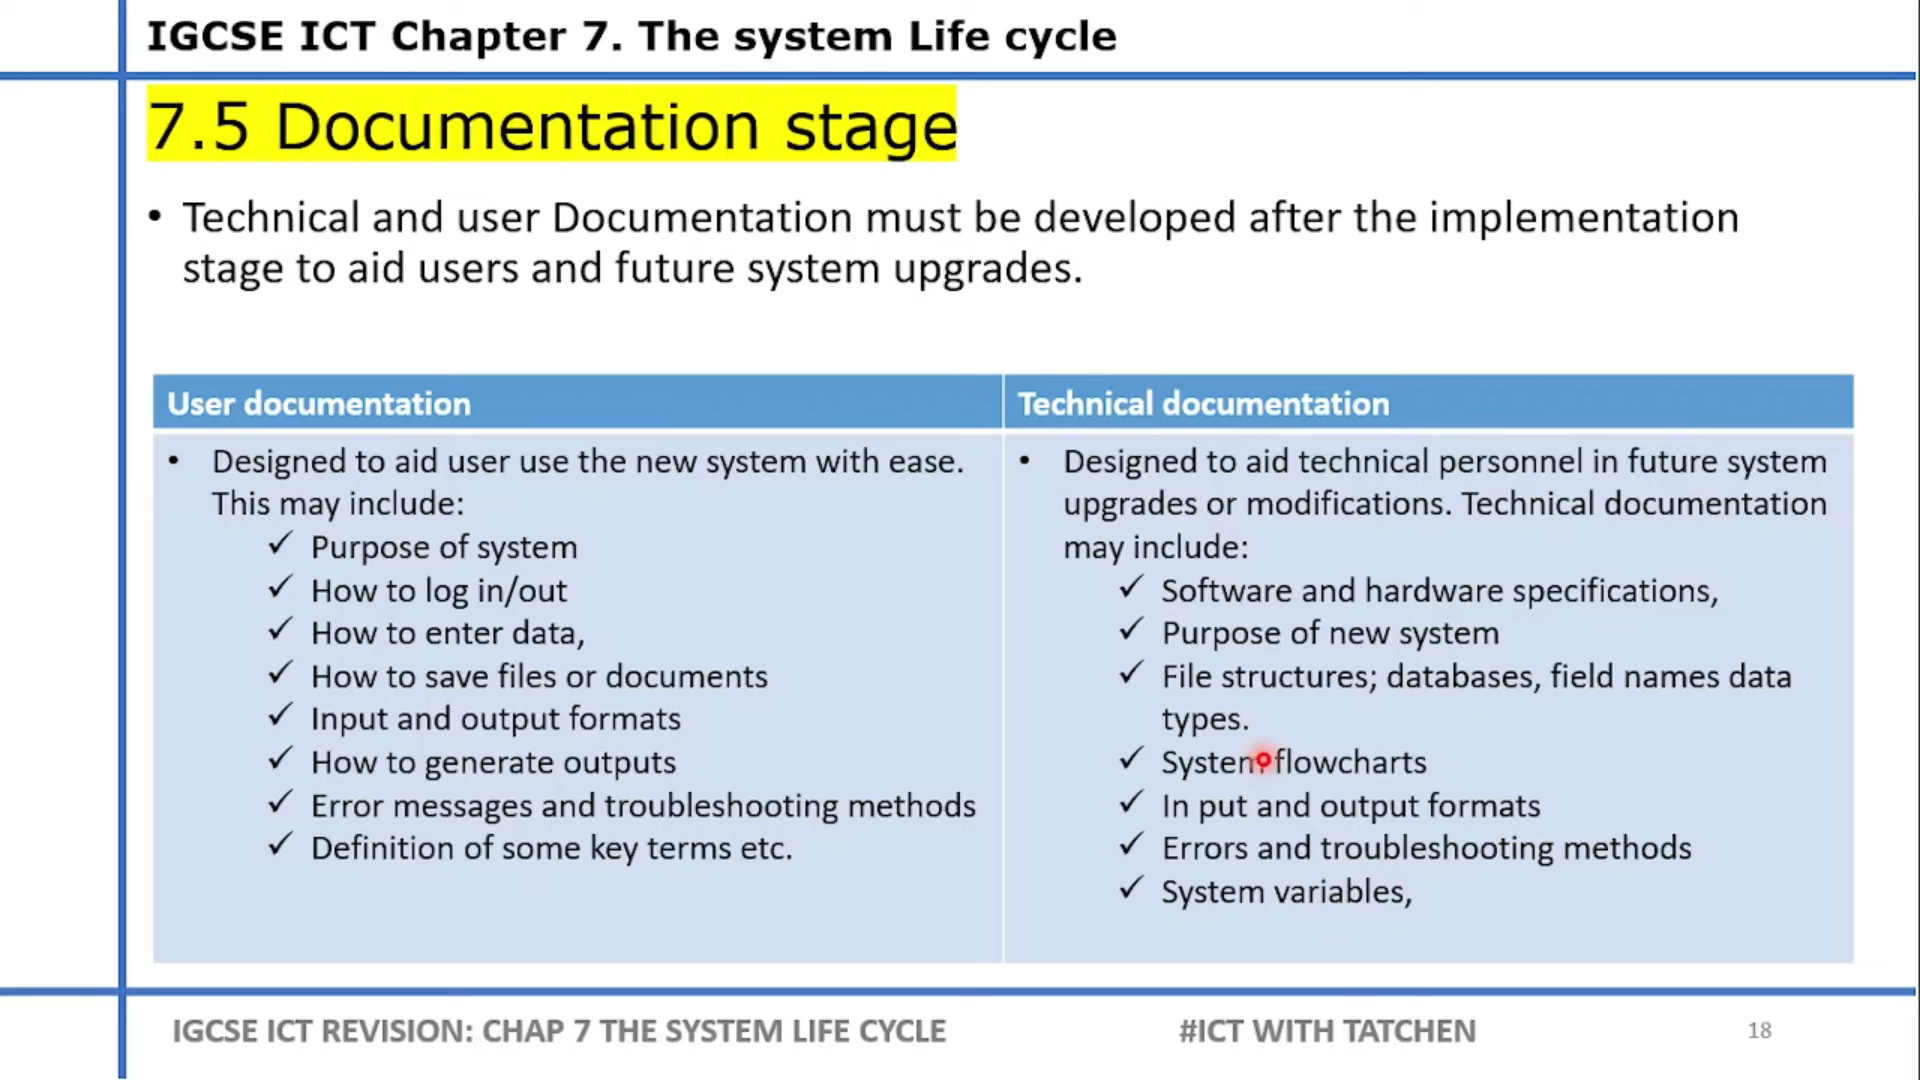 IGCSE ICT Chapter 7. The system Life cycle
7.5 Documentation stage
• Technical and user Documentation must be developed after the implementation
stage to aid users and future system upgrades.
User documentation
• Designed to aid user use the new system with ease.
This may include:
✓ Purpose of system
✓ How to log in/out
✓ How to enter data,
✓ How to save files or documents
✓ Input and output formats
✓ How to generate outputs
✓ Error messages and troubleshooting methods
✓ Definition of some key terms etc.
Technical documentation
• Designed to aid technical personnel in future system
upgrades or modifications. Technical documentation
may include:
✓ Software and hardware specifications,
✓ Purpose of new system
✓ File structures; databases, field names data
types.
✓ System flowcharts
✓ In put and output formats
✓ Errors and troubleshooting methods
✓ System variables,
IGCSE ICT REVISION: CHAP 7 THE SYSTEM LIFE CYCLE
#ICT WITH TATCHEN
18